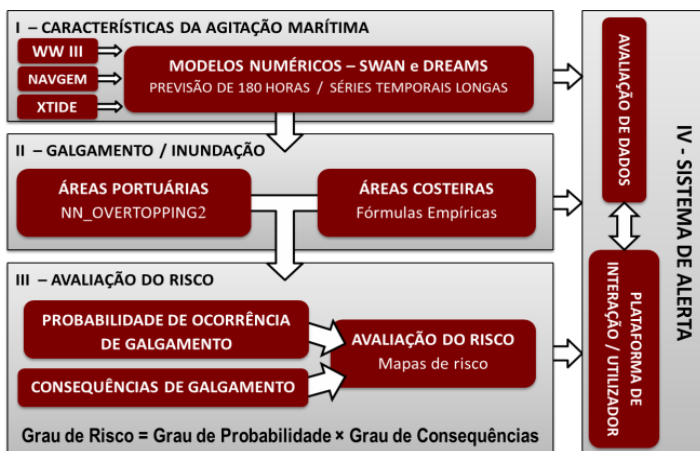 I – CARACTERÍSTICAS DA AGITAÇÃO MARÍTIMA
WW III
NAVGEM
XTIDE
MODELOS NUMÉRICOS – SWAN e DREAMS
PREVISÃO DE 180 HORAS / SÉRIES TEMPORAIS LONGAS
II – GALGAMENTO / INUNDAÇÃO
ÁREAS PORTUÁRIAS
NN_OVERTOPPING2
ÁREAS COSTEIRAS
Fórmulas Empíricas
III – AVALIAÇÃO DO RISCO
PROBABILIDADE DE OCORRÊNCIA
DE GALGAMENTO
CONSEQUÊNCIAS DE GALGAMENTO
AVALIAÇÃO DO RISCO
Mapas de risco
Grau de Risco = Grau de Probabilidade × Grau de Consequências
AVALIAÇÃO DE DADOS
PLATAFORMA DE
INTERAÇÃO / UTILIZADOR
IV - SISTEMA DE ALERTA